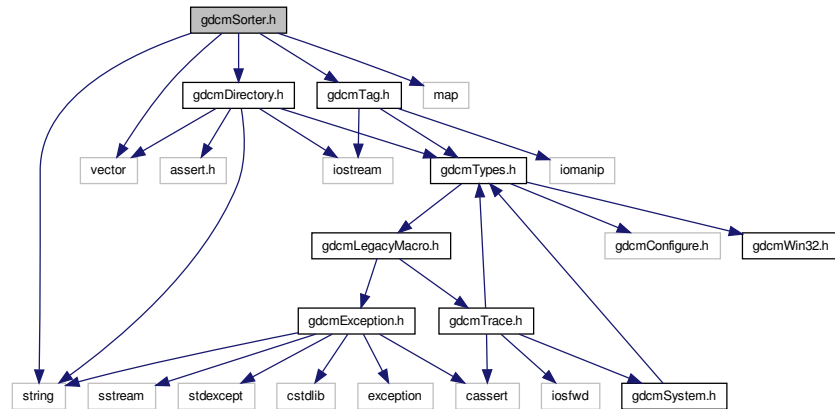 gdcmSorter.h
gdcmDirectory.h
gdcmTag.h
map
vector
assert.h
iostream
gdcmTypes.h
iomanip
gdcmLegacyMacro.h
gdcmConfigure.h
gdcmWin32.h
gdcmException.h
gdcmTrace.h
string
sstream
stdexcept
cstdlib
exception
cassert
iosfwd
gdcmSystem.h